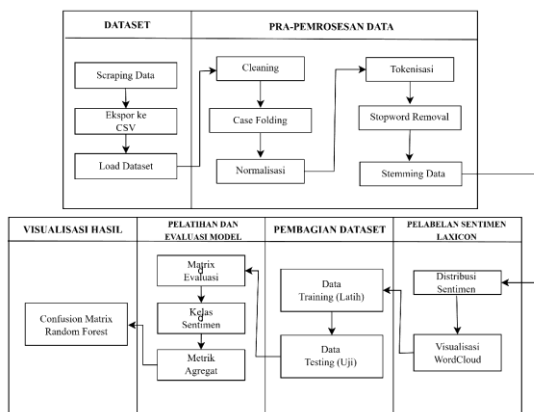 DATASET
PRA-PEMROSESAN DATA
Scraping Data
Ekspor ke
CSV
Load Dataset
Cleaning
Case Folding
Normalisasi
Tokenisasi
Stopword Removal
Stemming Data
VISUALISASI HASIL
PELATIHAN DAN
EVALUASI MODEL
PEMBAGIAN DATASET
PELABELAN SENTIMEN
LAXICON
Confusion Matrix
Random Forest
Matrix
d
Evaluasi
Kelas
d
Sentimen
Metrik
Agregat
Data
Training (Latih)
Data
Testing (Uji)
Distribusi
Sentimen
Visualisasi
WordCloud